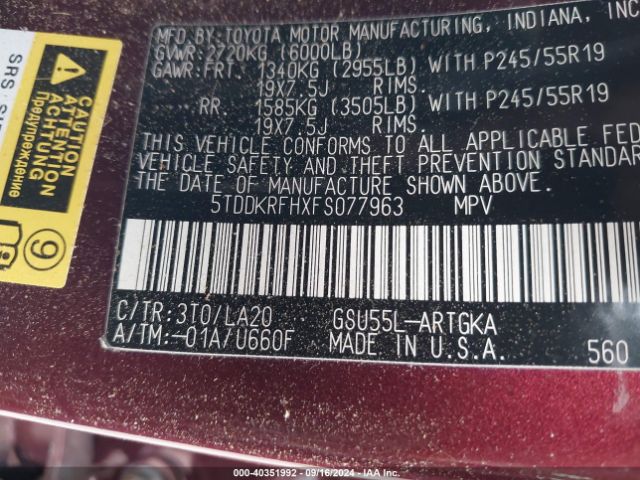 MFD. BY: TOYOTA MOTOR MANUFACTURING, INDIANA, INC
GVWR: 2720KG (6000LB)
GAWR: FRT. 1340KG (2955LB) WITH P245/55R19
19X7.5J RIMS.
RR. 1585KG (3505LB) WITH P245/55R19
19X7.5J RIMS.
THIS VEHICLE CONFORMS TO ALL APPLICABLE FED
VEHICLE SAFETY AND THEFT PREVENTION STANDAR
THE DATE OF MANUFACTURE SHOWN ABOVE.
5TDDKRFHXFS077963 MPV
C/TR: 3T0/LA20 GSU55L-ARTGKA
A/TM: -01A/U660F MADE IN U.S.A. 560
SRS
CAUTION
ATTENTION
ACHTUNG
Предупреждение
9
000-40351992 - 09/16/2024 - IAA Inc.